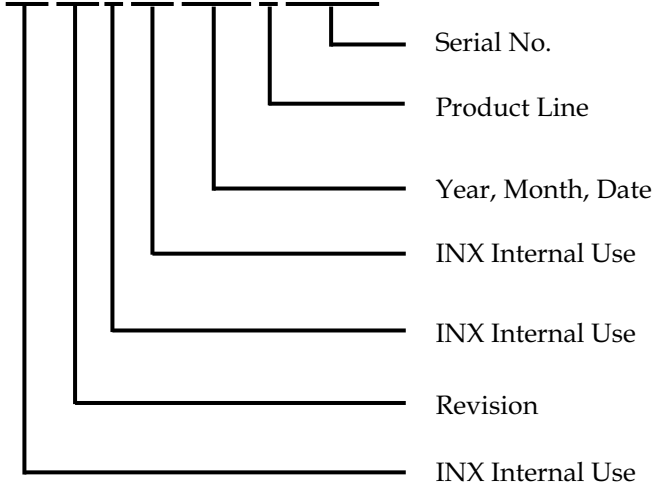 Serial No.
Product Line
Year, Month, Date
INX Internal Use
INX Internal Use
Revision
INX Internal Use